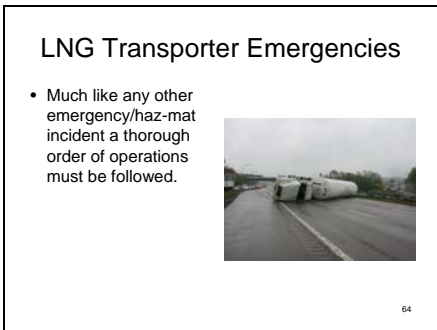 LNG Transporter Emergencies
• Much like any other
emergency/haz-mat
incident a thorough
order of operations
must be followed.
64